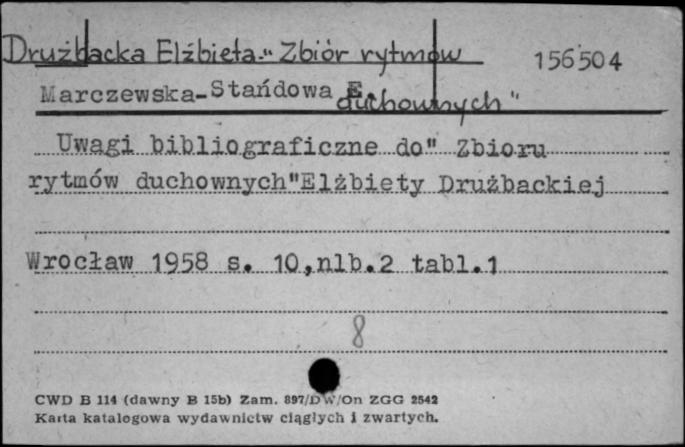 Drużbacka Elżbieta.-"Zbiór rytmów
156504
duchownych"
Marczewska-Stańdowa E.
Uwagi bibliograficzne do" Zbioru
rytmów duchownych"Elżbiety Drużbackiej
Wrocław 1958 s. 10,nlb.2 tabl.1
8
CWD B 114 (dawny B 15b) Zam. 897/DW/On ZGG 2542
Karta katalogowa wydawnictw ciągłych i zwartych.